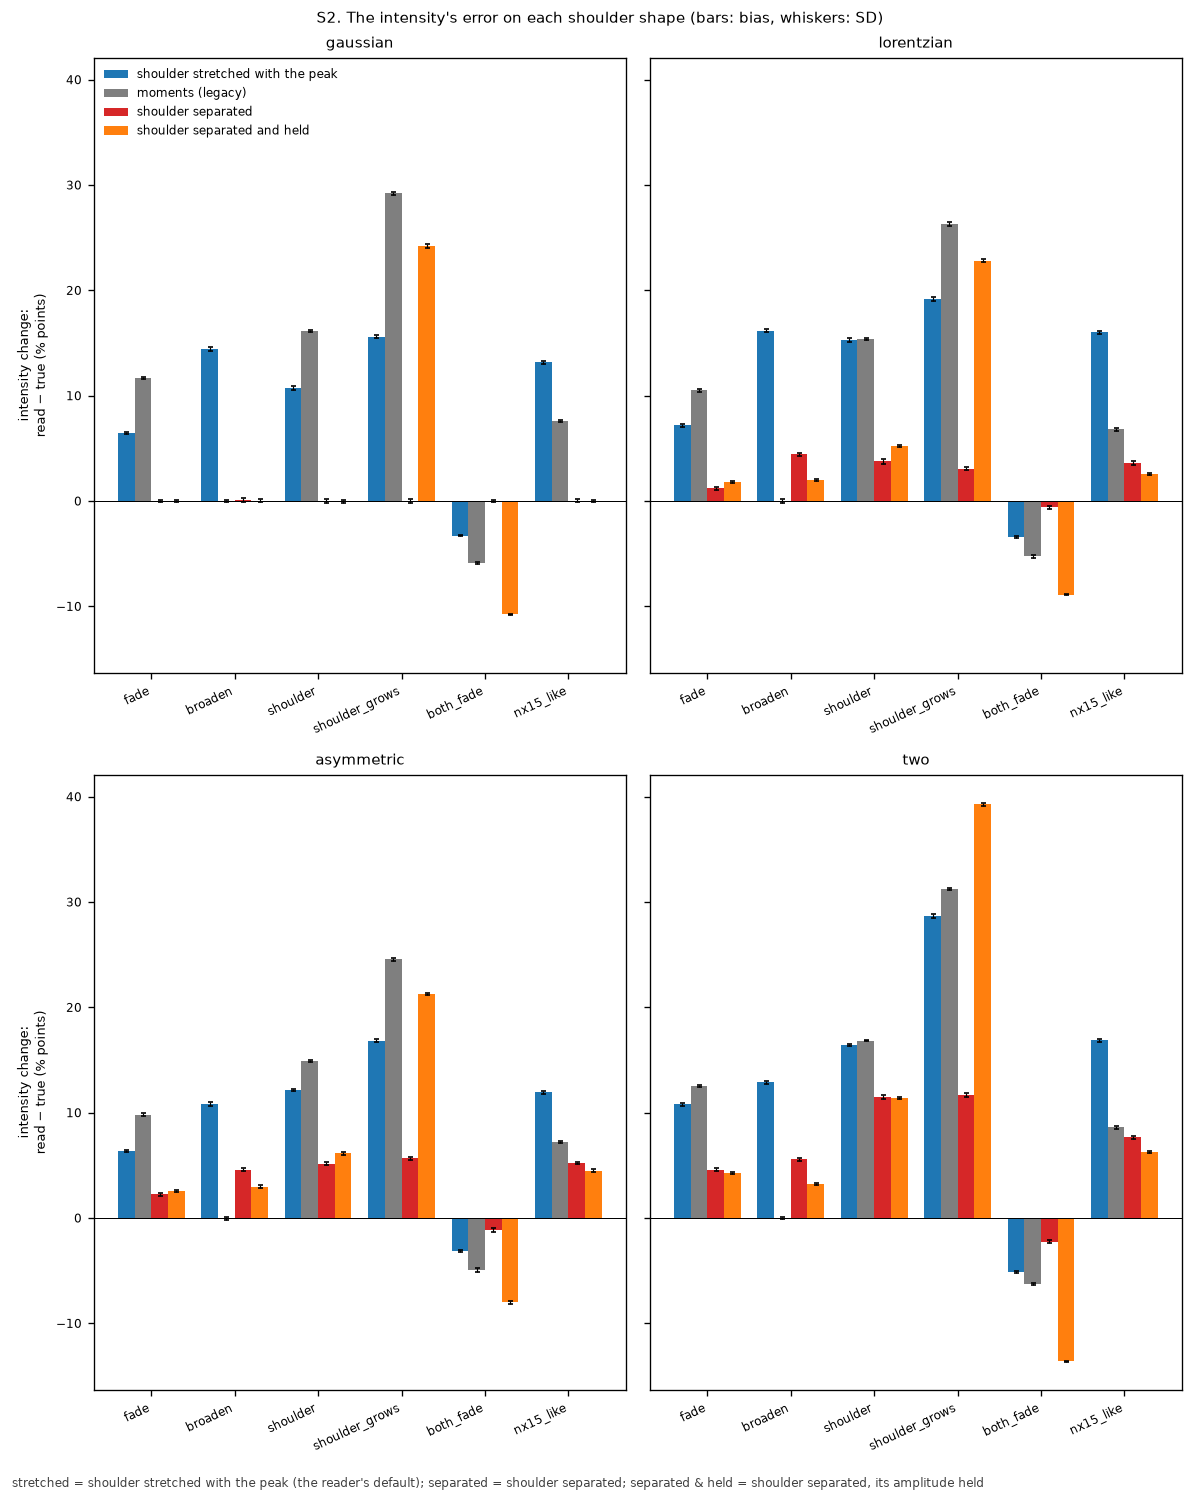 S2. The intensity's error on each shoulder shape (bars: bias, whiskers: SD)
gaussian
lorentzian
shoulder stretched with the peak
moments (legacy)
shoulder separated
shoulder separated and held
40
30
20
10
0
−10
intensity change:
read − true (% points)
fade
broaden
shoulder
shoulder_grows
both_fade
nx15_like
fade
broaden
shoulder
shoulder_grows
both_fade
nx15_like
asymmetric
two
40
30
20
10
0
−10
intensity change:
read − true (% points)
fade
broaden
shoulder
shoulder_grows
both_fade
nx15_like
fade
broaden
shoulder
shoulder_grows
both_fade
nx15_like
stretched = shoulder stretched with the peak (the reader's default); separated = shoulder separated; separated & held = shoulder separated, its amplitude held